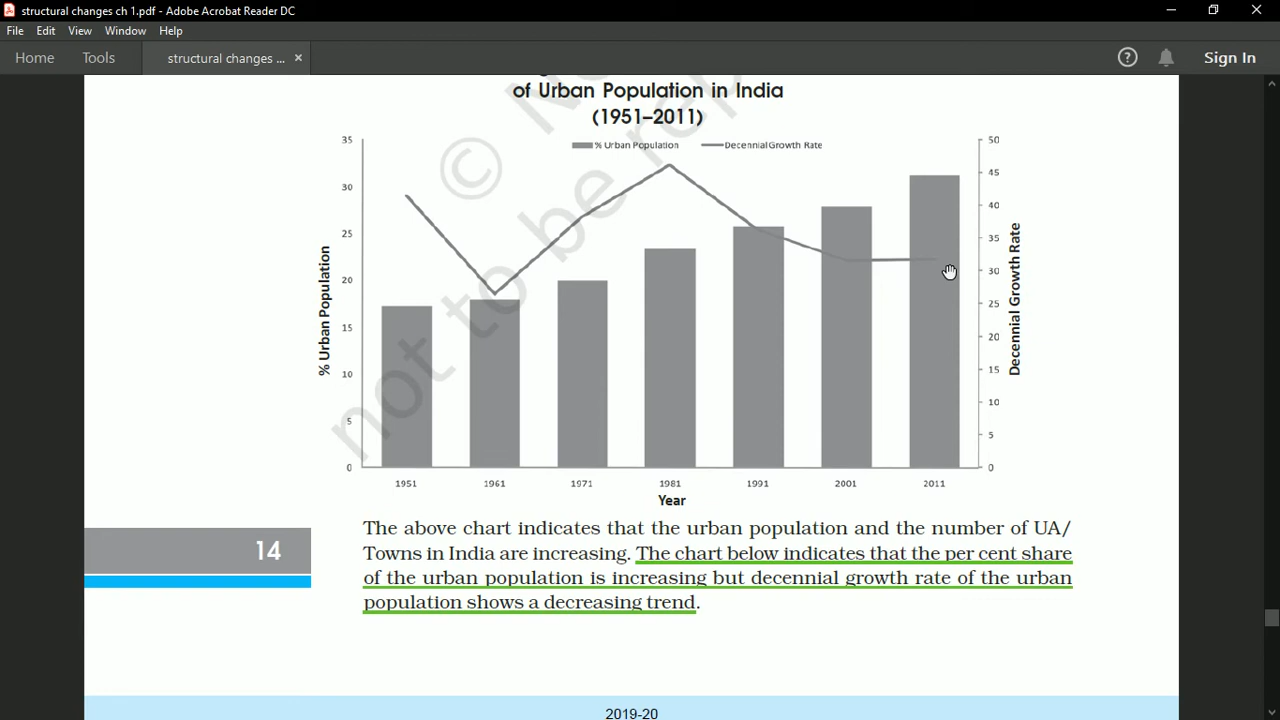 structural changes ch 1.pdf - Adobe Acrobat Reader DC
File Edit View Window Help
Home Tools structural changes ... × ? Sign In
of Urban Population in India
(1951–2011)
% Urban Population Decennial Growth Rate
35
30
25
20
15
10
5
0
% Urban Population
50
45
40
35
30
25
20
15
10
5
0
Decennial Growth Rate
1951 1961 1971 1981 1991 2001 2011
Year
© N
not to be rep
The above chart indicates that the urban population and the number of UA/
Towns in India are increasing. The chart below indicates that the per cent share
of the urban population is increasing but decennial growth rate of the urban
population shows a decreasing trend.
14
2019-20